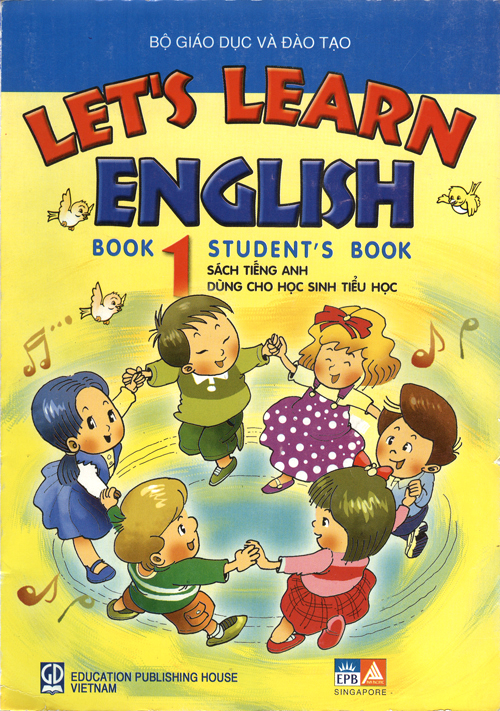 BỘ GIÁO DỤC VÀ ĐÀO TẠO
LET'S LEARN
ENGLISH
BOOK 1 STUDENT'S BOOK
SÁCH TIẾNG ANH
DÙNG CHO HỌC SINH TIỂU HỌC
GD EDUCATION PUBLISHING HOUSE
VIETNAM
EPB
SINGAPORE